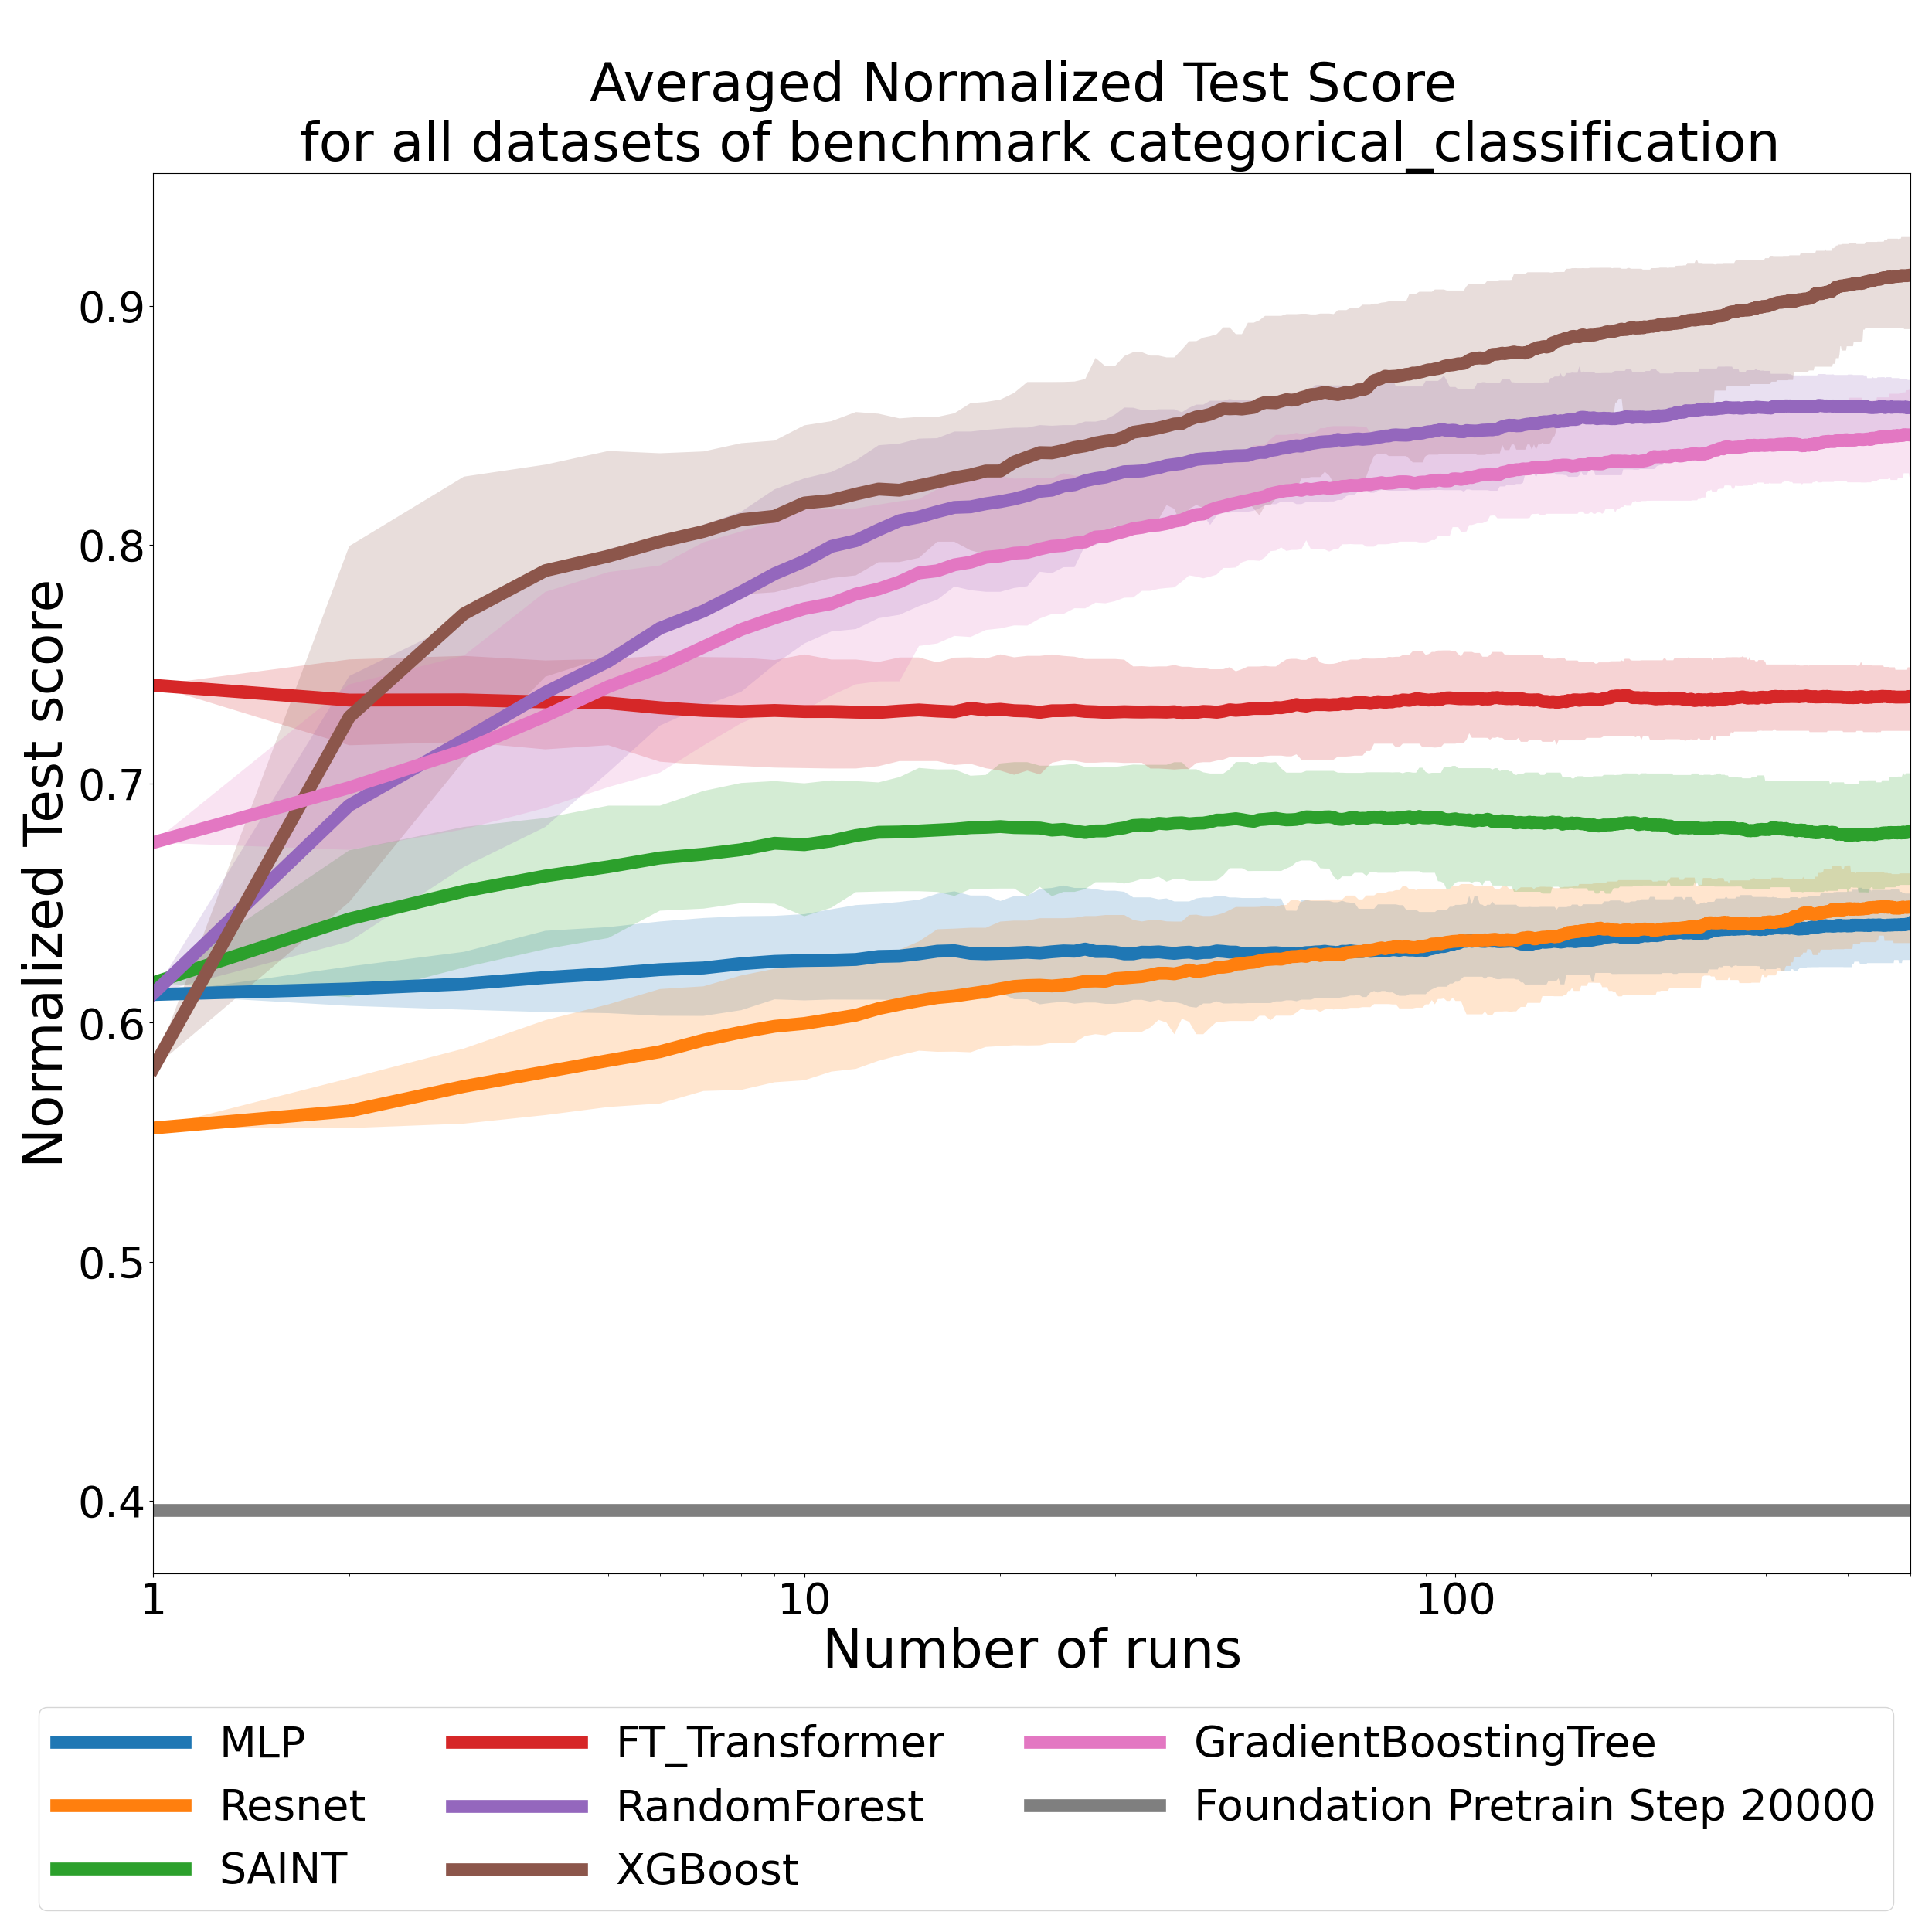 Averaged Normalized Test Score
for all datasets of benchmark categorical_classification
Normalized Test score
0.9
0.8
0.7
0.6
0.5
0.4
1 10 100
Number of runs
MLP
Resnet
SAINT
FT_Transformer
RandomForest
XGBoost
GradientBoostingTree
Foundation Pretrain Step 20000